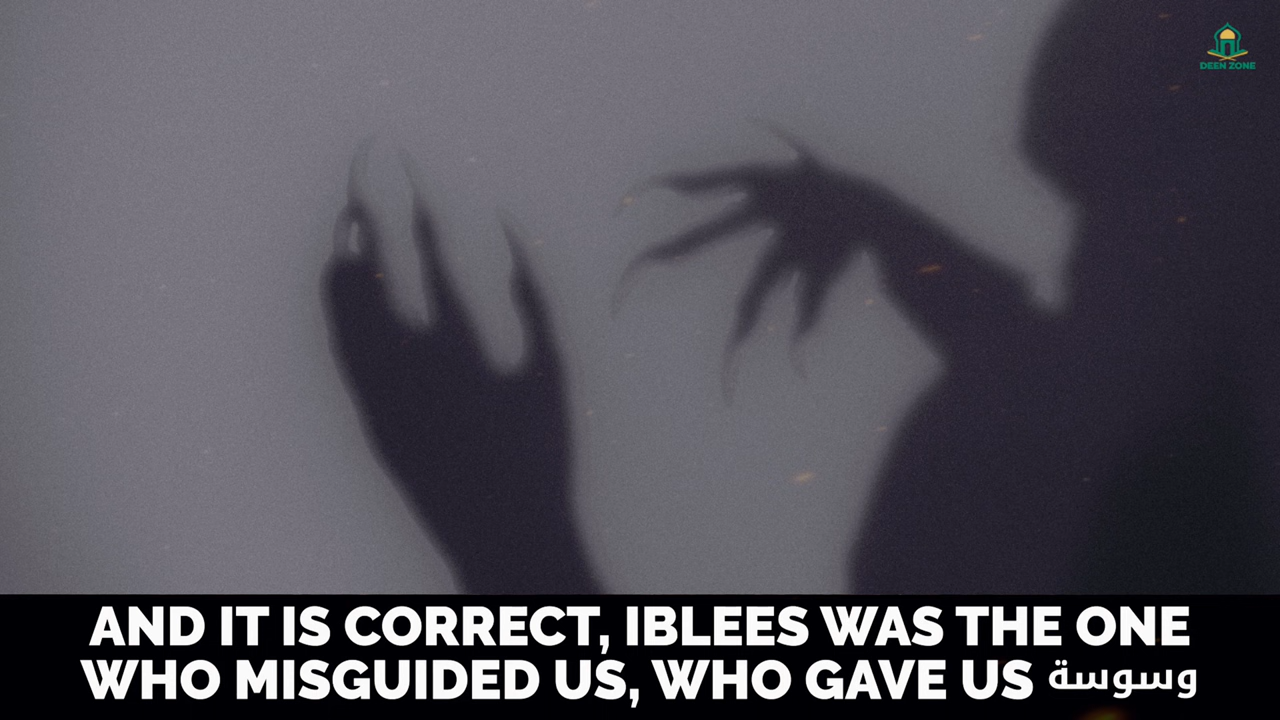 DEEN ZONE
AND IT IS CORRECT, IBLEES WAS THE ONE
WHO MISGUIDED US, WHO GAVE US وسوسة